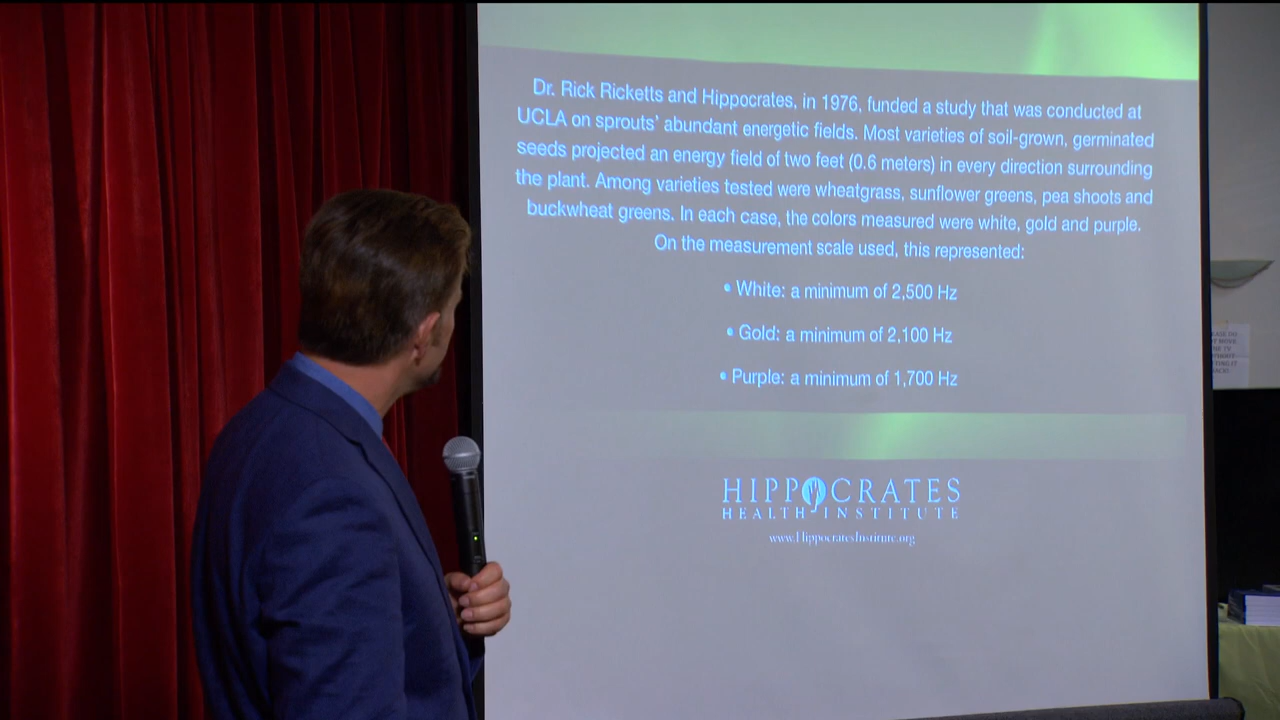 Dr. Rick Ricketts and Hippocrates, in 1976, funded a study that was conducted at
UCLA on sprouts' abundant energetic fields. Most varieties of soil-grown, germinated
seeds projected an energy field of two feet (0.6 meters) in every direction surrounding
the plant. Among varieties tested were wheatgrass, sunflower greens, pea shoots and
buckwheat greens. In each case, the colors measured were white, gold and purple.
On the measurement scale used, this represented:
• White: a minimum of 2,500 Hz
• Gold: a minimum of 2,100 Hz
• Purple: a minimum of 1,700 Hz
HIPPOCRATES
HEALTH INSTITUTE
www.HippocratesInstitute.org